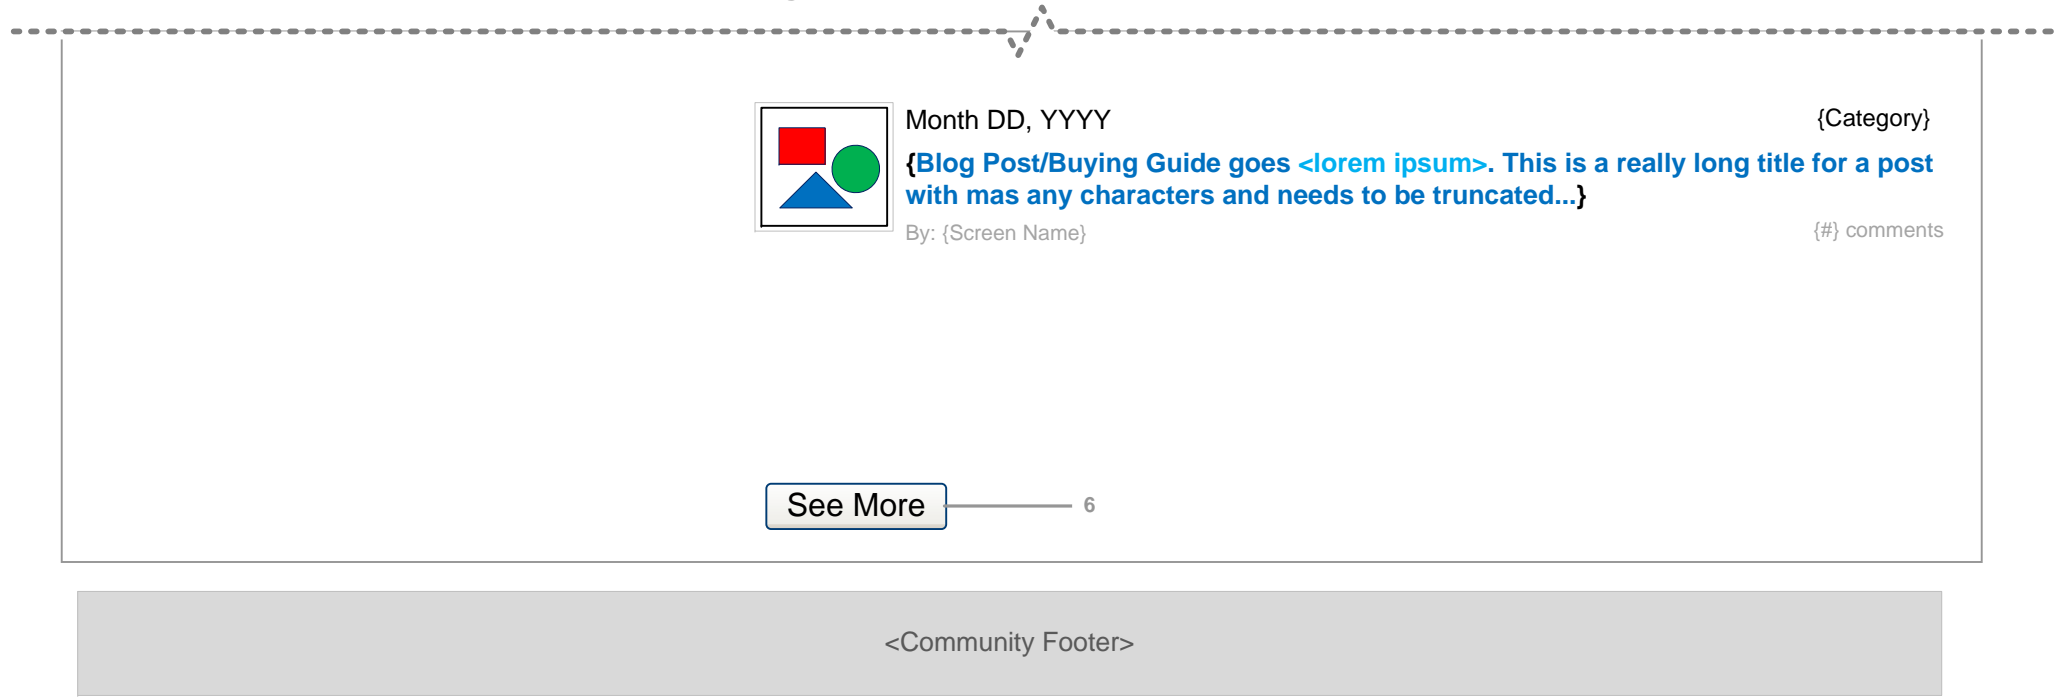 Month DD, YYYY
{Category}
{Blog Post/Buying Guide goes <lorem ipsum>. This is a really long title for a post
with mas any characters and needs to be truncated...}
By: {Screen Name}
{#} comments
See More
6
<Community Footer>